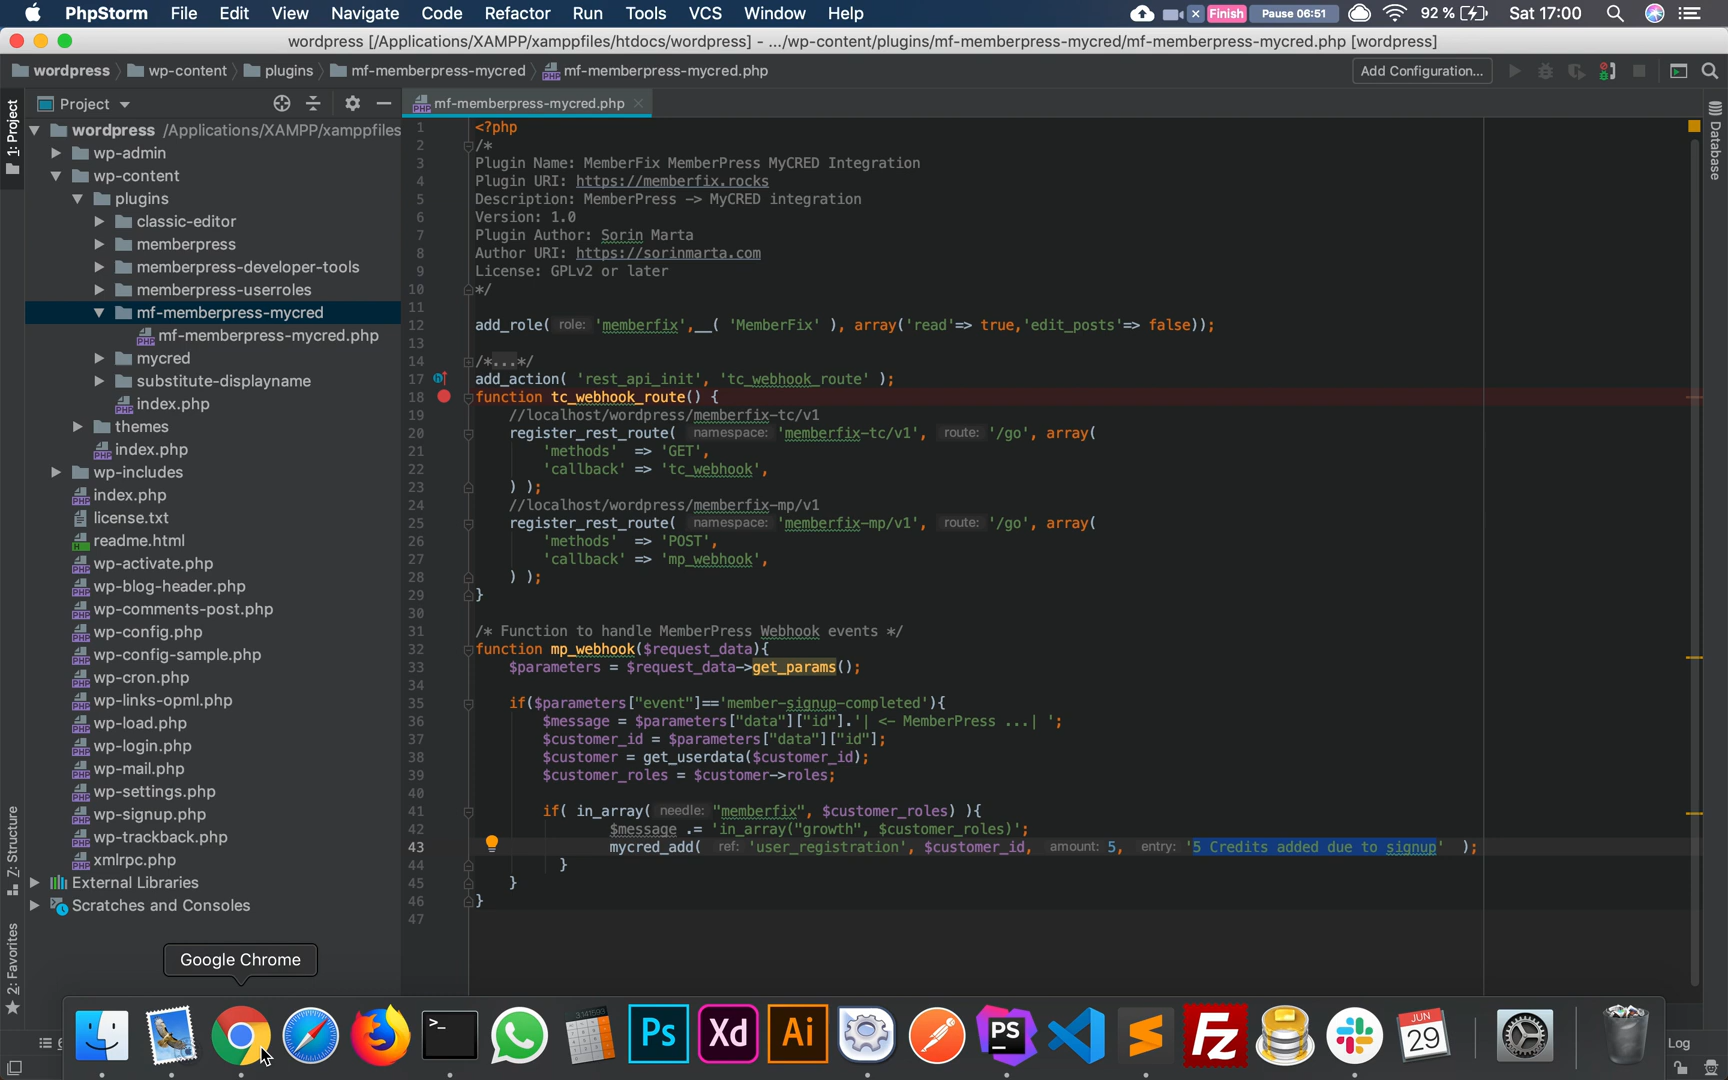 PhpStorm File Edit View Navigate Code Refactor Run Tools VCS Window Help Finish Pause 06:51 92 % Sat 17:00
wordpress [/Applications/XAMPP/xamppfiles/htdocs/wordpress] - .../wp-content/plugins/mf-memberpress-mycred/mf-memberpress-mycred.php [wordpress]
wordpress wp-content plugins mf-memberpress-mycred mf-memberpress-mycred.php Add Configuration...
Project mf-memberpress-mycred.php
1: Project
Database
wordpress /Applications/XAMPP/xamppfiles
wp-admin
wp-content
plugins
classic-editor
memberpress
memberpress-developer-tools
memberpress-userroles
mf-memberpress-mycred
mf-memberpress-mycred.php
mycred
substitute-displayname
index.php
themes
index.php
wp-includes
index.php
license.txt
readme.html
wp-activate.php
wp-blog-header.php
wp-comments-post.php
wp-config.php
wp-config-sample.php
wp-cron.php
wp-links-opml.php
wp-load.php
wp-login.php
wp-mail.php
wp-settings.php
wp-signup.php
wp-trackback.php
xmlrpc.php
External Libraries
Scratches and Consoles
Z: Structure
2: Favorites
1 <?php
2 /*
3 Plugin Name: MemberFix MemberPress MyCRED Integration
4 Plugin URI: https://memberfix.rocks
5 Description: MemberPress -> MyCRED integration
6 Version: 1.0
7 Plugin Author: Sorin Marta
8 Author URI: https://sorinmarta.com
9 License: GPLv2 or later
10 */
11
12 add_role( role: 'memberfix',__( 'MemberFix' ), array('read'=> true,'edit_posts'=> false));
13
14 /*...*/
17 add_action( 'rest_api_init', 'tc_webhook_route' );
18 function tc_webhook_route() {
19 //localhost/wordpress/memberfix-tc/v1
20 register_rest_route( namespace: 'memberfix-tc/v1', route: '/go', array(
21 'methods' => 'GET',
22 'callback' => 'tc_webhook',
23 ) );
24 //localhost/wordpress/memberfix-mp/v1
25 register_rest_route( namespace: 'memberfix-mp/v1', route: '/go', array(
26 'methods' => 'POST',
27 'callback' => 'mp_webhook',
28 ) );
29 }
30
31 /* Function to handle MemberPress Webhook events */
32 function mp_webhook($request_data){
33 $parameters = $request_data->get_params();
34
35 if($parameters["event"]=='member-signup-completed'){
36 $message = $parameters["data"]["id"].'| <- MemberPress ...| ';
37 $customer_id = $parameters["data"]["id"];
38 $customer = get_userdata($customer_id);
39 $customer_roles = $customer->roles;
40
41 if( in_array( needle: "memberfix", $customer_roles) ){
42 $message .= 'in_array("growth", $customer_roles)';
43 mycred_add( ref: 'user_registration', $customer_id, amount: 5, entry: '5 Credits added due to signup' );
44 }
45 }
46 }
47
Google Chrome
>_ 3141593 Ps Xd Ai PS Fz JUN
29
6 Log